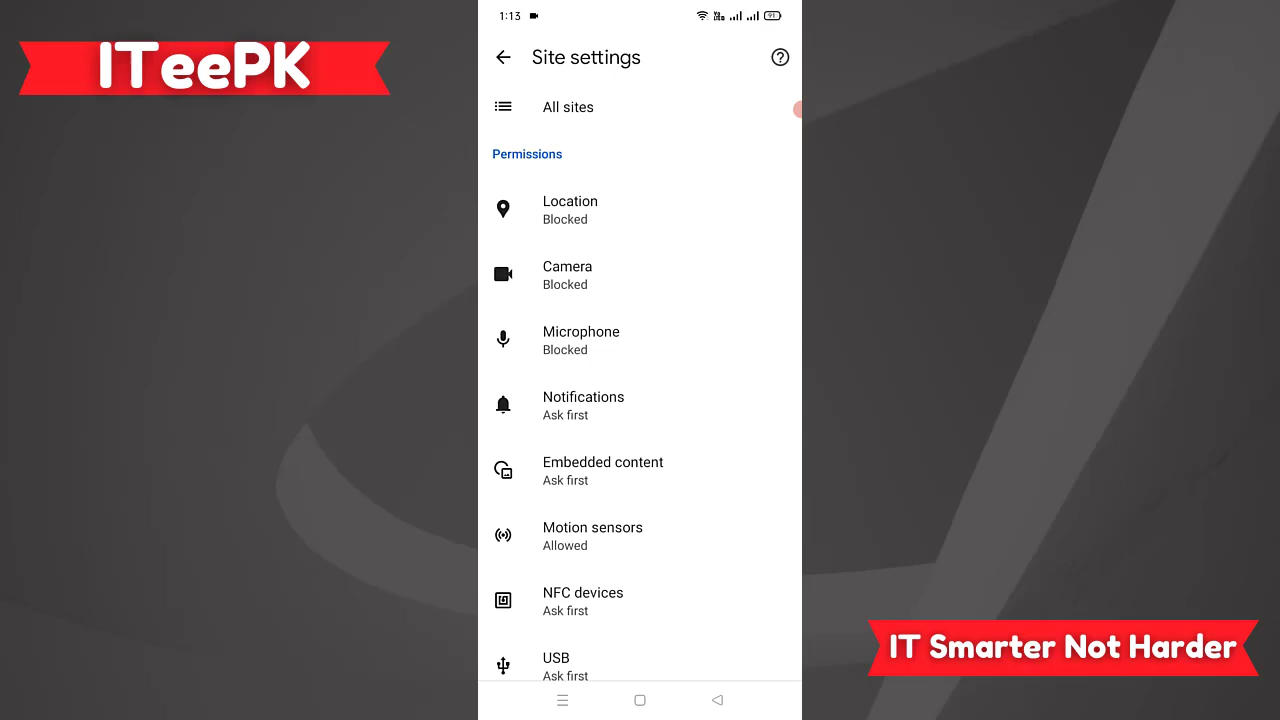 ITeePK
1:13
91
Site settings
All sites
Permissions
Location
Blocked
Camera
Blocked
Microphone
Blocked
Notifications
Ask first
Embedded content
Ask first
Motion sensors
Allowed
NFC devices
Ask first
USB
Ask first
IT Smarter Not Harder